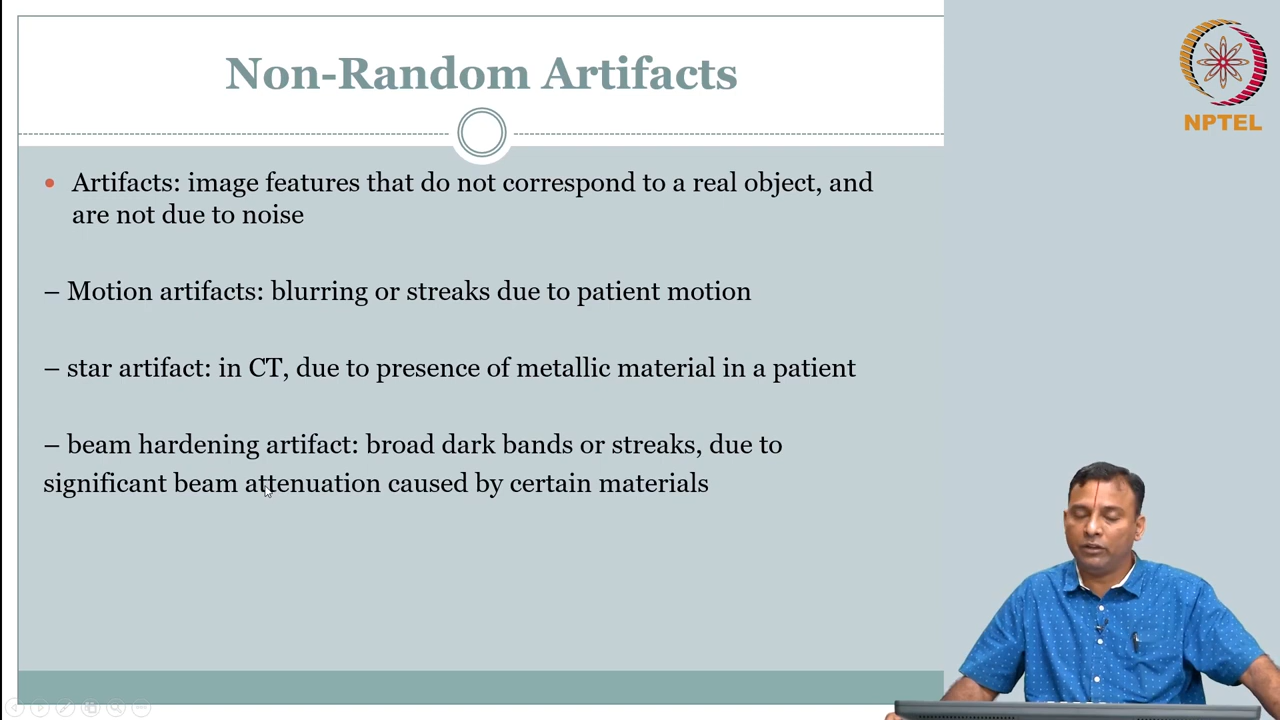 Non-Random Artifacts
NPTEL
• Artifacts: image features that do not correspond to a real object, and
are not due to noise
– Motion artifacts: blurring or streaks due to patient motion
– star artifact: in CT, due to presence of metallic material in a patient
– beam hardening artifact: broad dark bands or streaks, due to
significant beam attenuation caused by certain materials